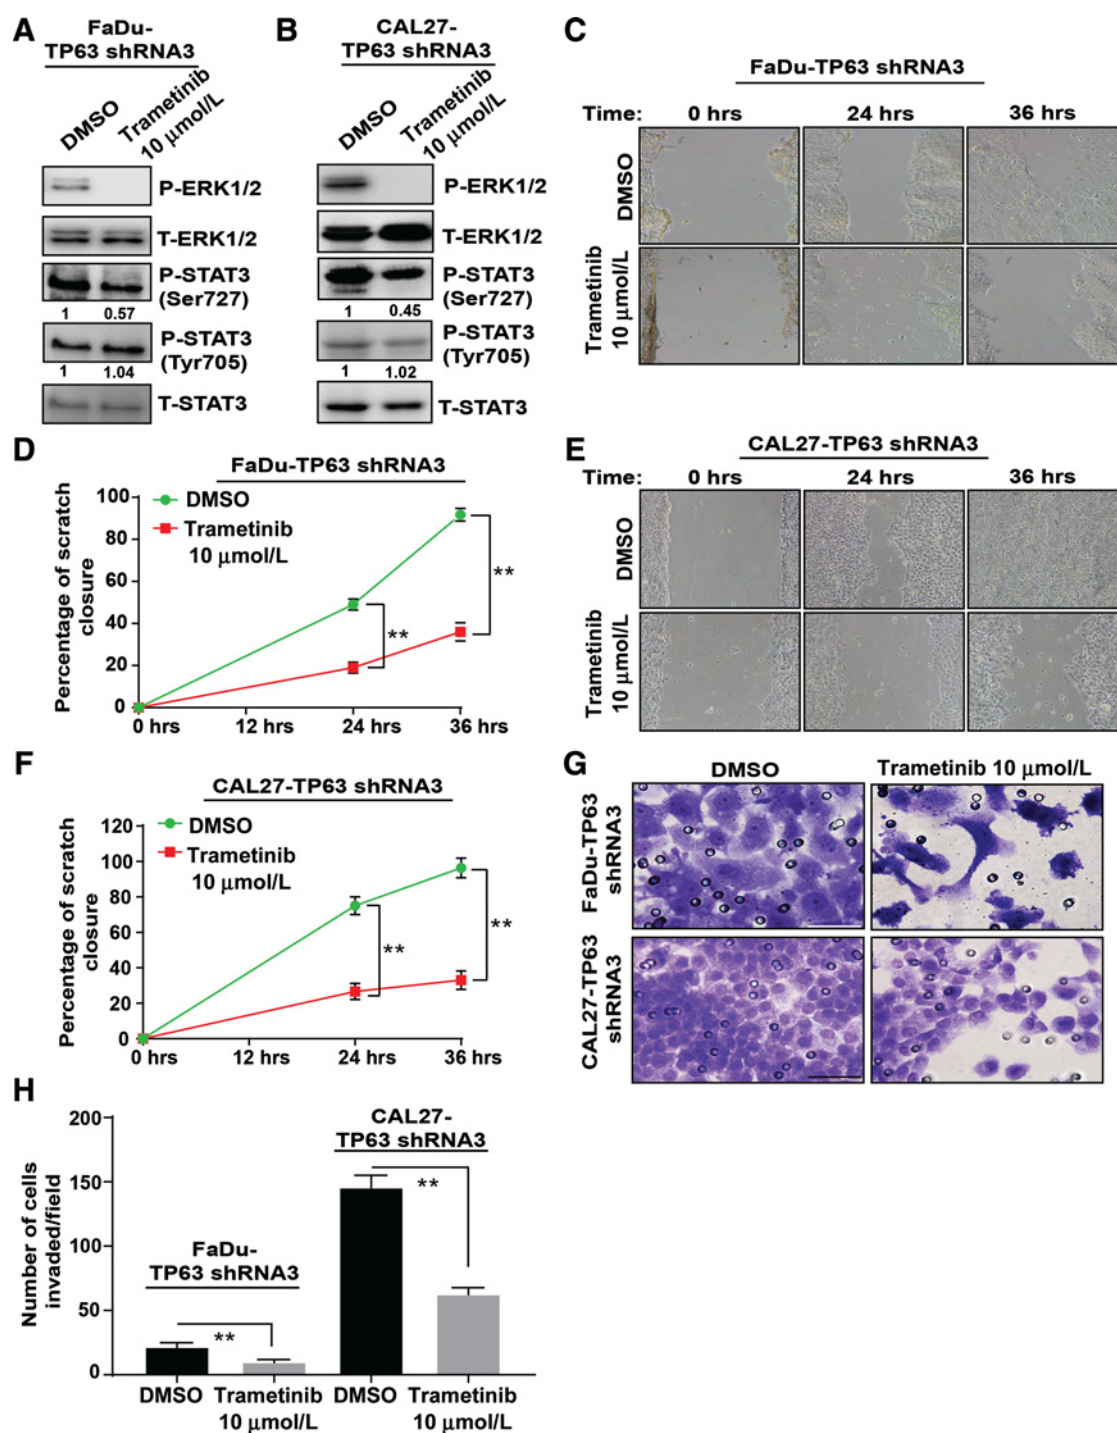 A
FaDu-
TP63 shRNA3
DMSO
Trametinib
10 μmol/L
P-ERK1/2
T-ERK1/2
P-STAT3
(Ser727)
1 0.57
P-STAT3
(Tyr705)
1 1.04
T-STAT3
B
CAL27-
TP63 shRNA3
DMSO
Trametinib
10 μmol/L
P-ERK1/2
T-ERK1/2
P-STAT3
(Ser727)
1 0.45
P-STAT3
(Tyr705)
1 1.02
T-STAT3
C
FaDu-TP63 shRNA3
Time: 0 hrs 24 hrs 36 hrs
DMSO
Trametinib
10 μmol/L
D
FaDu-TP63 shRNA3
DMSO
Trametinib
10 μmol/L
Percentage of scratch
closure
100
80
60
40
20
0
**
**
0 hrs 12 hrs 24 hrs 36 hrs
E
CAL27-TP63 shRNA3
Time: 0 hrs 24 hrs 36 hrs
DMSO
Trametinib
10 μmol/L
F
CAL27-TP63 shRNA3
DMSO
Trametinib
10 μmol/L
Percentage of scratch
closure
120
100
80
60
40
20
0
**
**
0 hrs 12 hrs 24 hrs 36 hrs
G
DMSO Trametinib 10 μmol/L
FaDu-TP63
shRNA3
CAL27-TP63
shRNA3
H
Number of cells
invaded/field
200
150
100
50
0
FaDu-
TP63 shRNA3
**
CAL27-
TP63 shRNA3
**
DMSO Trametinib DMSO Trametinib
10 μmol/L 10 μmol/L